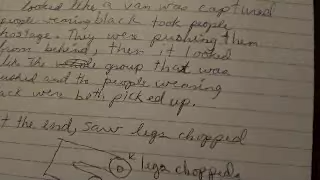 looked like a van was captured
people wearing black took people
hostage. They were pushing them
from behind, then it looked
like the group that was
and the people wearing
were both picked up.
the end, saw legs chopped
legs chopped